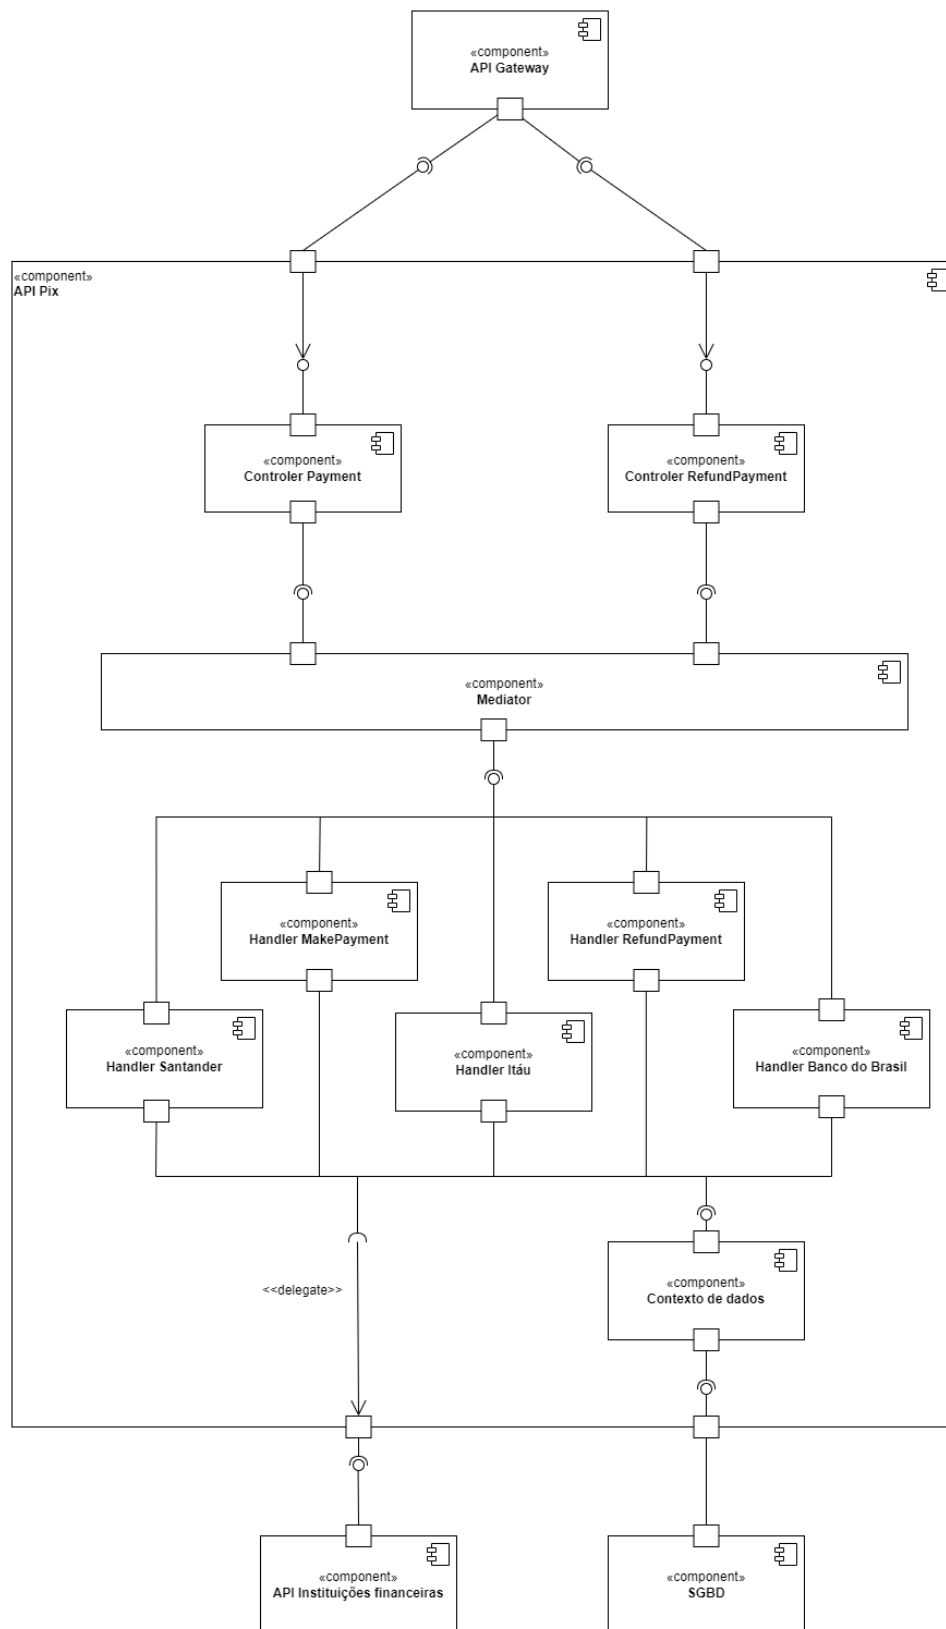 «component»
API Gateway
«component»
API Pix
«component»
Controler Payment
«component»
Controler RefundPayment
«component»
Mediator
«component»
Handler MakePayment
«component»
Handler RefundPayment
«component»
Handler Santander
«component»
Handler Itáu
«component»
Handler Banco do Brasil
<<delegate>>
«component»
Contexto de dados
«component»
API Instituições financeiras
«component»
SGBD